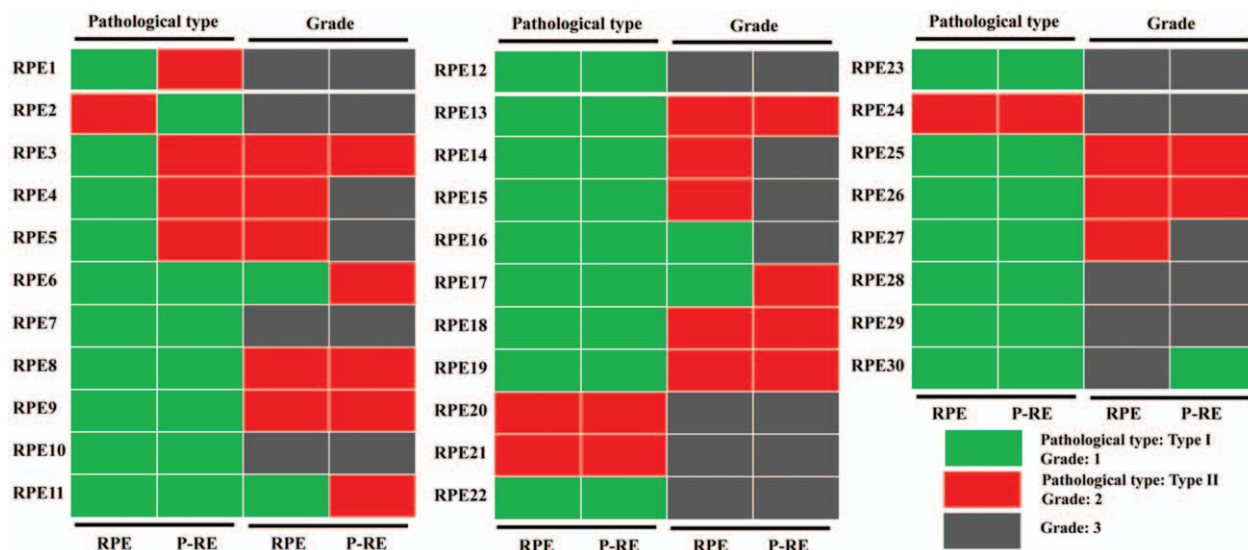 Pathological type Grade
RPE1
RPE2
RPE3
RPE4
RPE5
RPE6
RPE7
RPE8
RPE9
RPE10
RPE11
RPE P-RE RPE P-RE
Pathological type Grade
RPE12
RPE13
RPE14
RPE15
RPE16
RPE17
RPE18
RPE19
RPE20
RPE21
RPE22
RPE P-RE RPE P-RE
Pathological type Grade
RPE23
RPE24
RPE25
RPE26
RPE27
RPE28
RPE29
RPE30
RPE P-RE RPE P-RE
Pathological type: Type I
Grade: 1
Pathological type: Type II
Grade: 2
Grade: 3